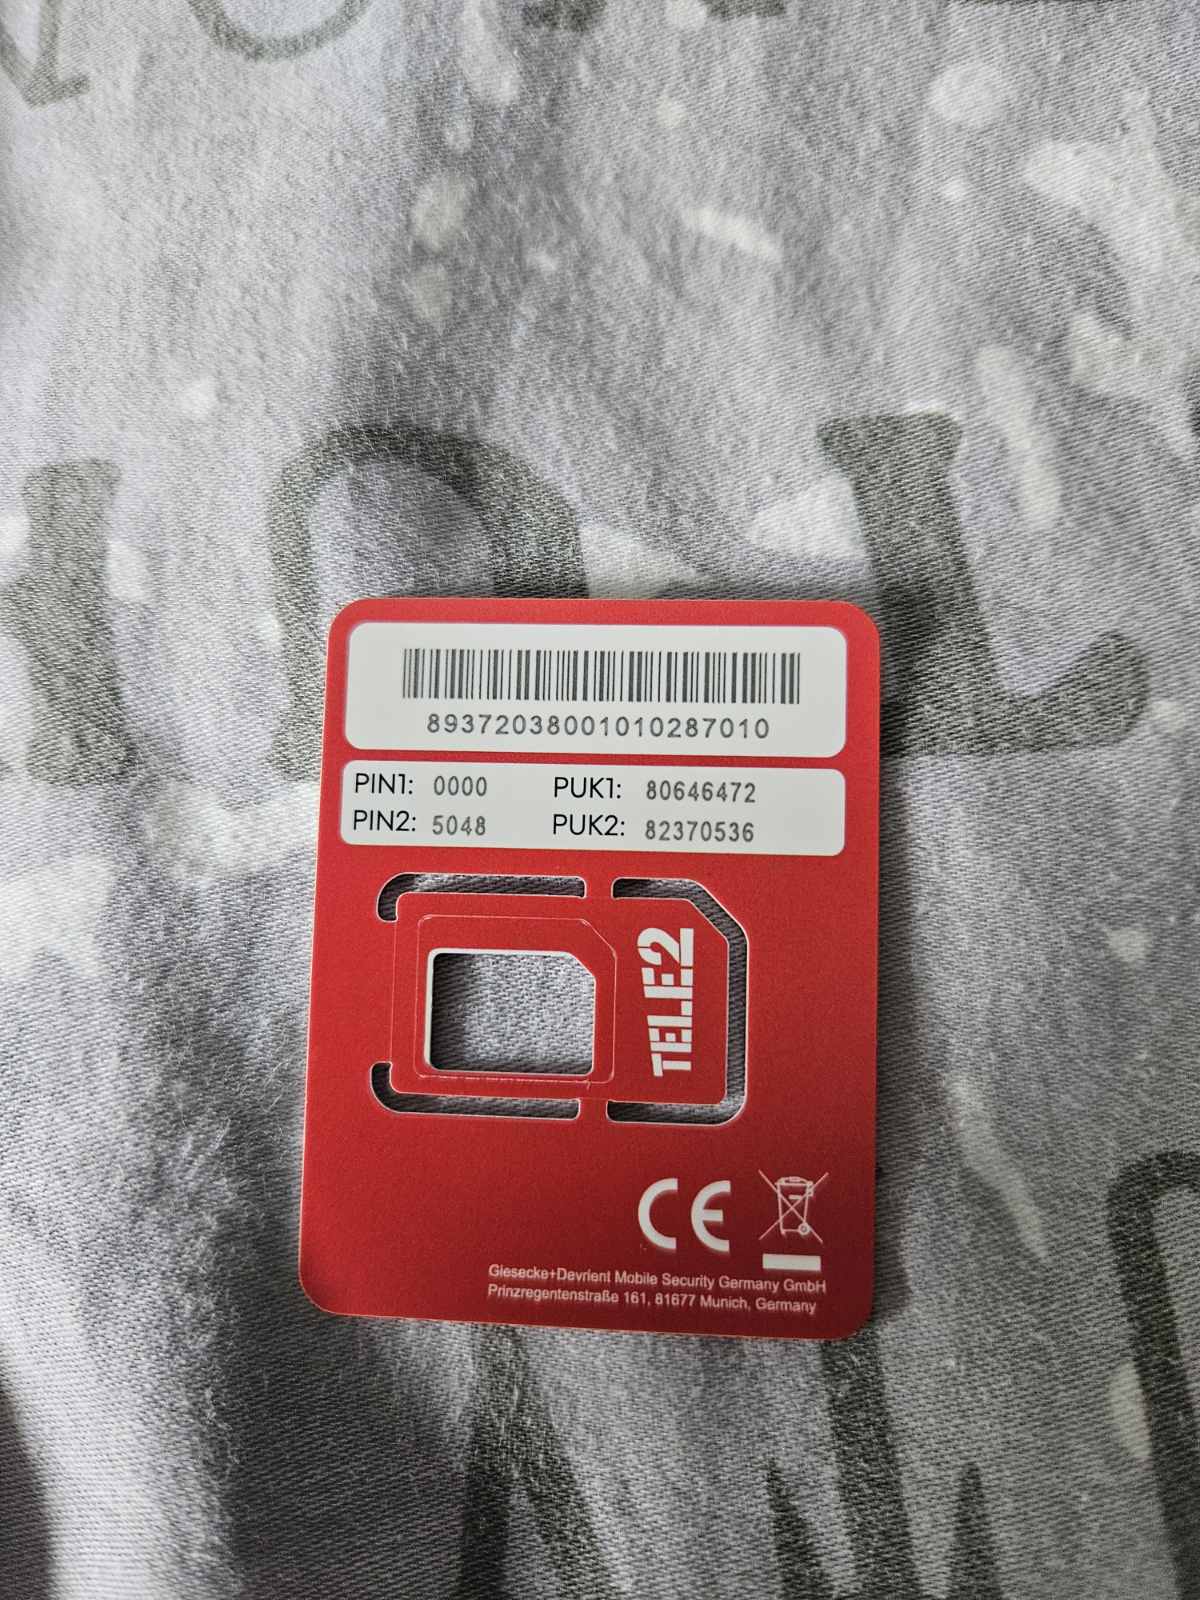 89372038001010287010
PIN1: 0000 PUK1: 80646472
PIN2: 5048 PUK2: 82370536
TELE2
CE
Giesecke+Devrient Mobile Security Germany GmbH
Prinzregentenstraße 161, 81677 Munich, Germany